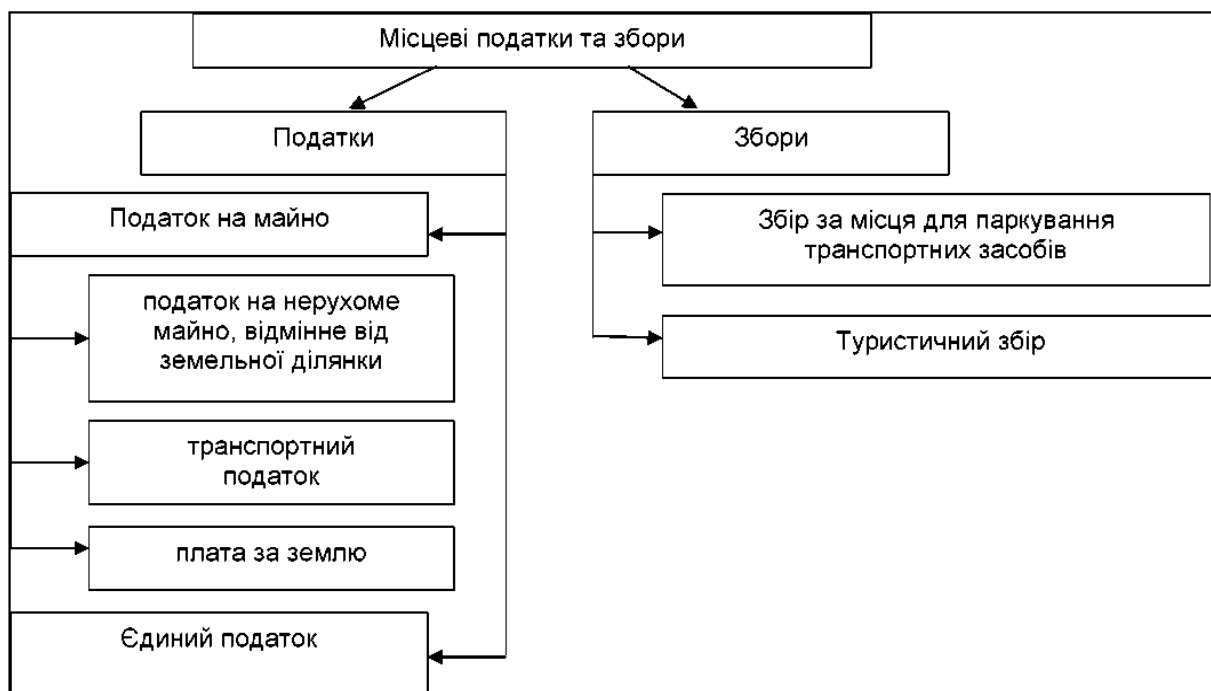 Місцеві податки та збори
Податки
Збори
Податок на майно
Збір за місця для паркування
транспортних засобів
податок на нерухоме
майно, відмінне від
земельної ділянки
Туристичний збір
транспортний
податок
плата за землю
Єдиний податок